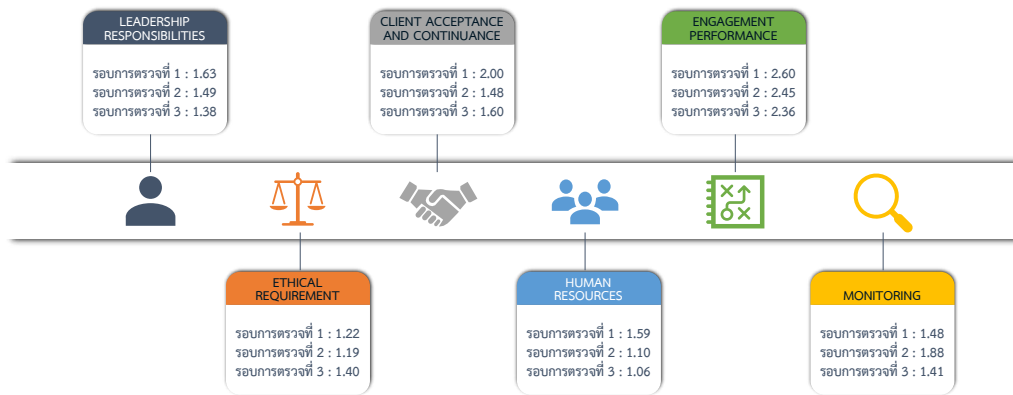 LEADERSHIP
RESPONSIBILITIES
รอบการตรวจที่ 1 : 1.63
รอบการตรวจที่ 2 : 1.49
รอบการตรวจที่ 3 : 1.38
CLIENT ACCEPTANCE
AND CONTINUANCE
รอบการตรวจที่ 1 : 2.00
รอบการตรวจที่ 2 : 1.48
รอบการตรวจที่ 3 : 1.60
ENGAGEMENT
PERFORMANCE
รอบการตรวจที่ 1 : 2.60
รอบการตรวจที่ 2 : 2.45
รอบการตรวจที่ 3 : 2.36
ETHICAL
REQUIREMENT
รอบการตรวจที่ 1 : 1.22
รอบการตรวจที่ 2 : 1.19
รอบการตรวจที่ 3 : 1.40
HUMAN
RESOURCES
รอบการตรวจที่ 1 : 1.59
รอบการตรวจที่ 2 : 1.10
รอบการตรวจที่ 3 : 1.06
MONITORING
รอบการตรวจที่ 1 : 1.48
รอบการตรวจที่ 2 : 1.88
รอบการตรวจที่ 3 : 1.41